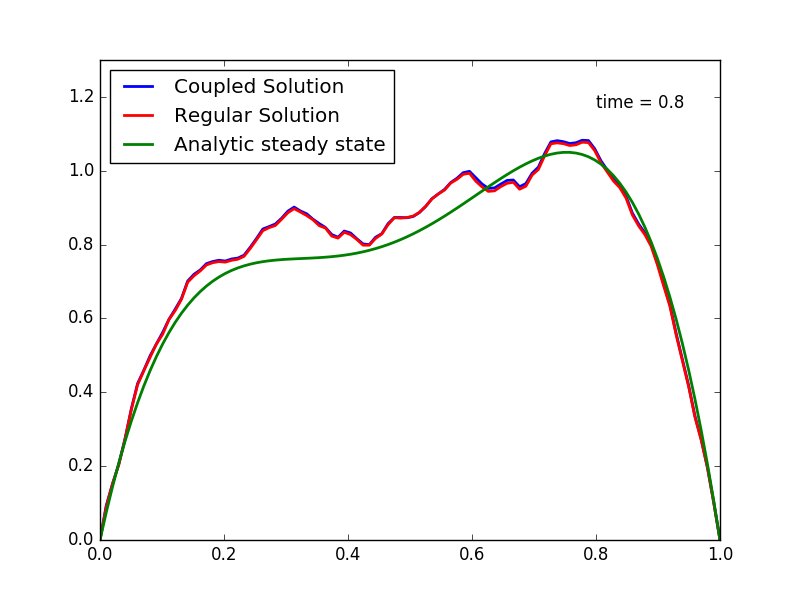 Coupled Solution
Regular Solution
Analytic steady state
time = 0.8
1.2
1.0
0.8
0.6
0.4
0.2
0.0
0.0 0.2 0.4 0.6 0.8 1.0